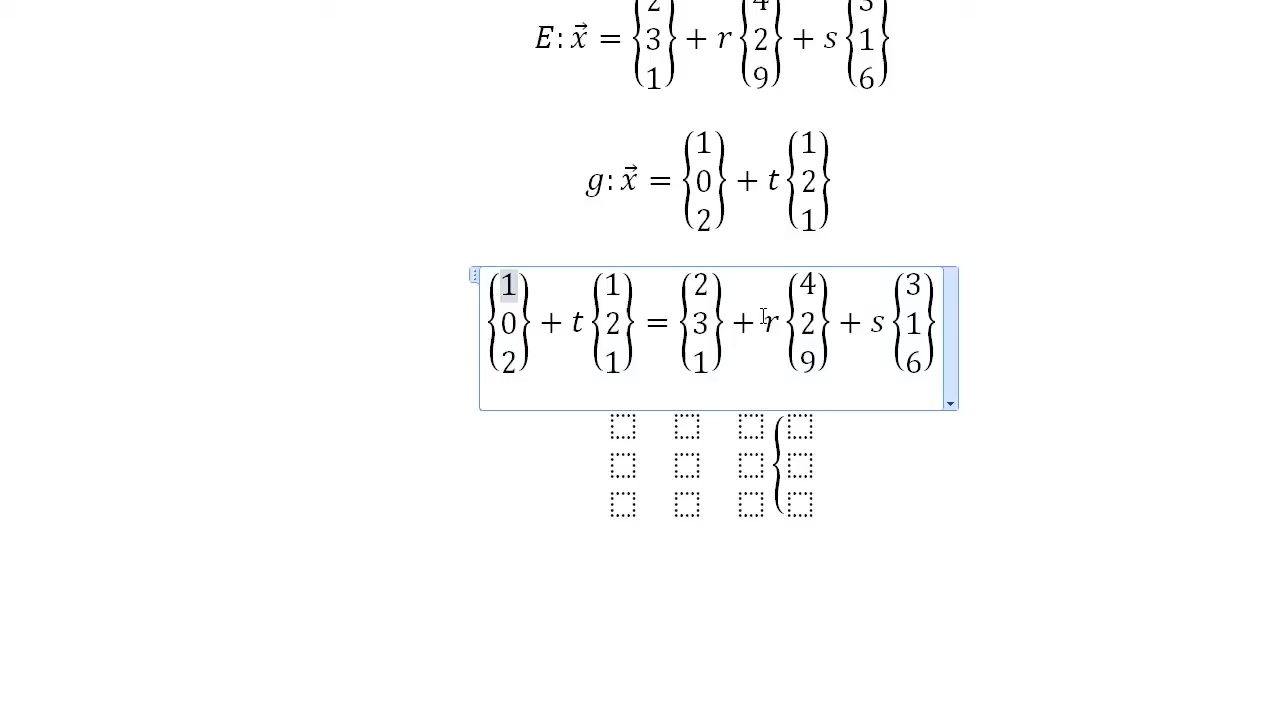 2 4 3
E: x⃗ = {3} + r {2} + s {1}
1 9 6
1 1
g: x⃗ = {0} + t {2}
2 1
1 1 2 4 3
{0} + t {2} = {3} + r {2} + s {1}
2 1 1 9 6